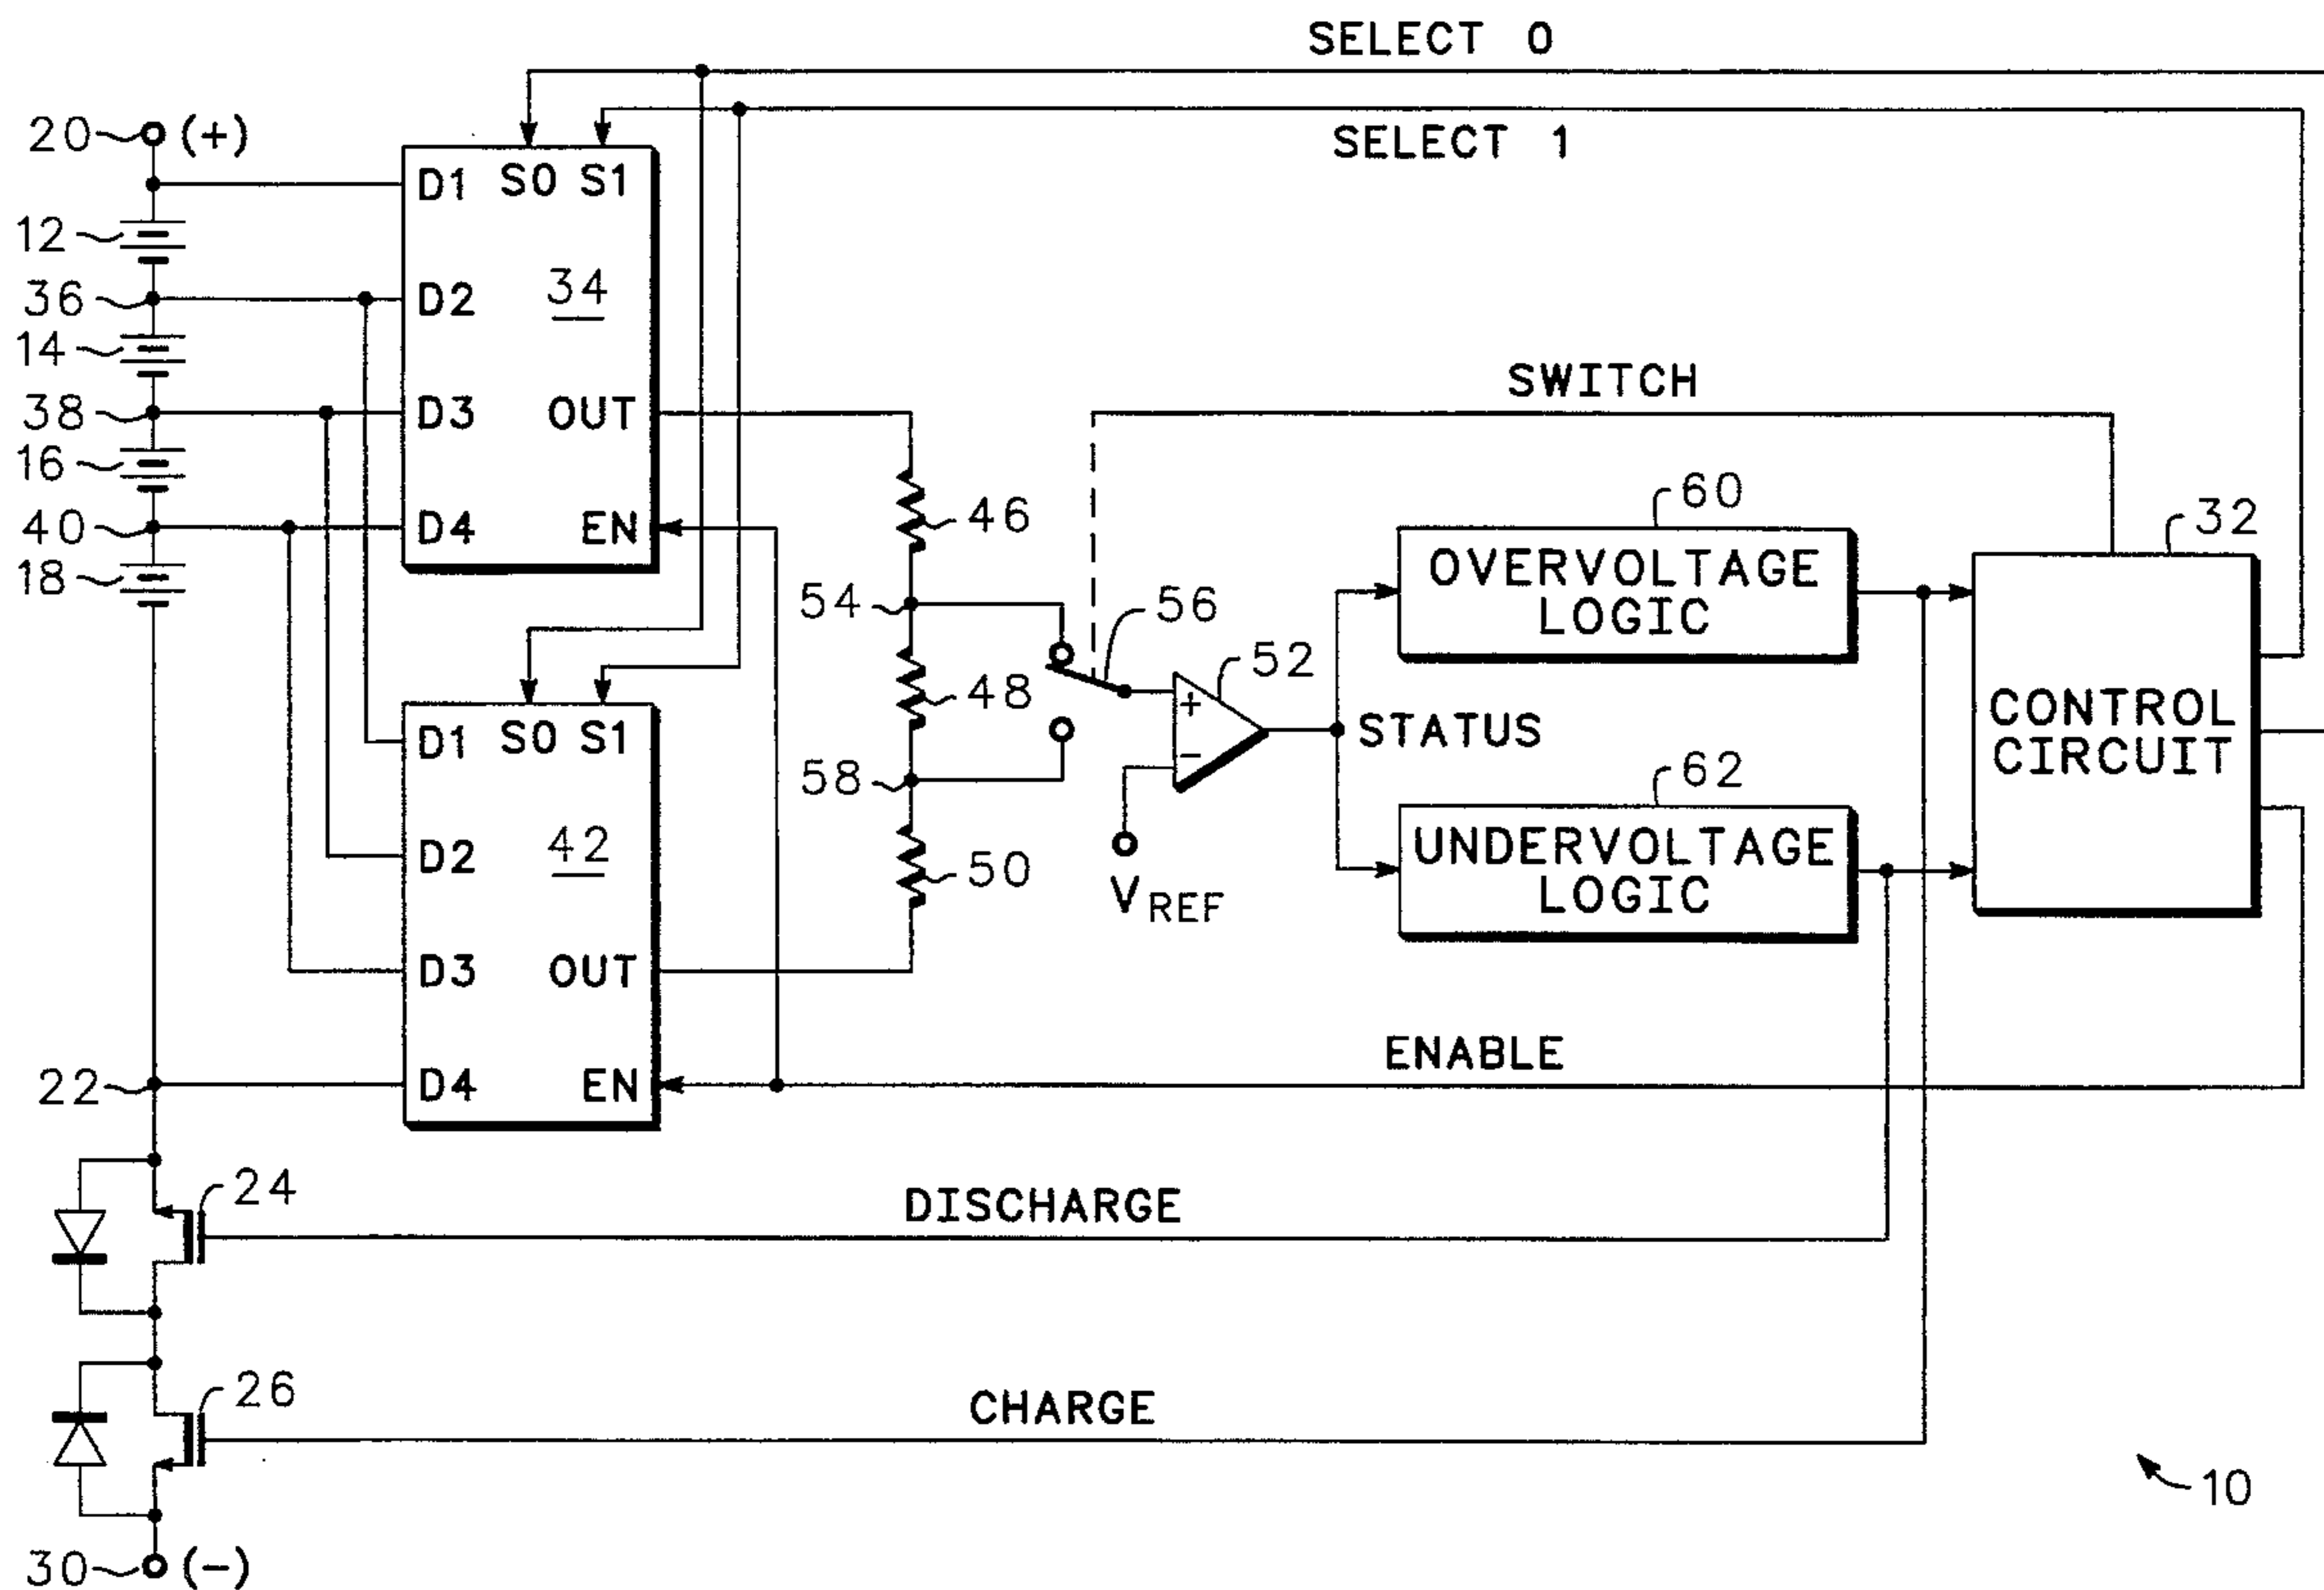 SELECT 0
SELECT 1
20 (+)
D1 S0 S1
12
36 D2 34
14
SWITCH
38 D3 OUT
16
46
60
32
40 D4 EN
18
OVERVOLTAGE
LOGIC
54
56
52
48
CONTROL
CIRCUIT
+
-
STATUS
D1 S0 S1
58
62
D2 42
50
VREF
UNDERVOLTAGE
LOGIC
D3 OUT
ENABLE
22 D4 EN
24
DISCHARGE
26
CHARGE
10
30 (-)